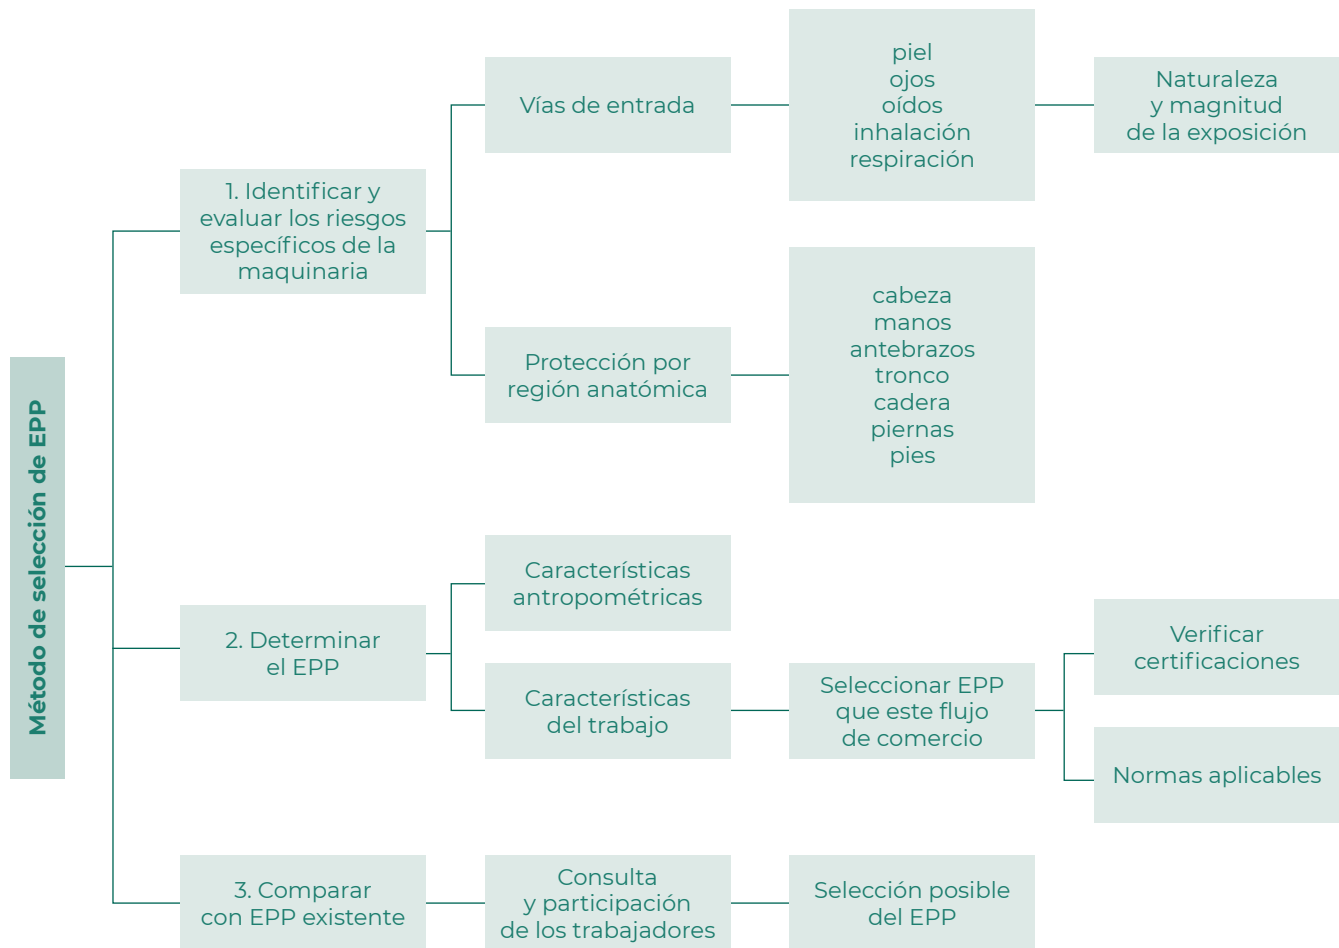 Método de selección de EPP
1. Identificar y
evaluar los riesgos
específicos de la
maquinaria
Vías de entrada
piel
ojos
oídos
inhalación
respiración
Naturaleza
y magnitud
de la exposición
Protección por
región anatómica
cabeza
manos
antebrazos
tronco
cadera
piernas
pies
2. Determinar
el EPP
Características
antropométricas
Características
del trabajo
Seleccionar EPP
que este flujo
de comercio
Verificar
certificaciones
Normas aplicables
3. Comparar
con EPP existente
Consulta
y participación
de los trabajadores
Selección posible
del EPP